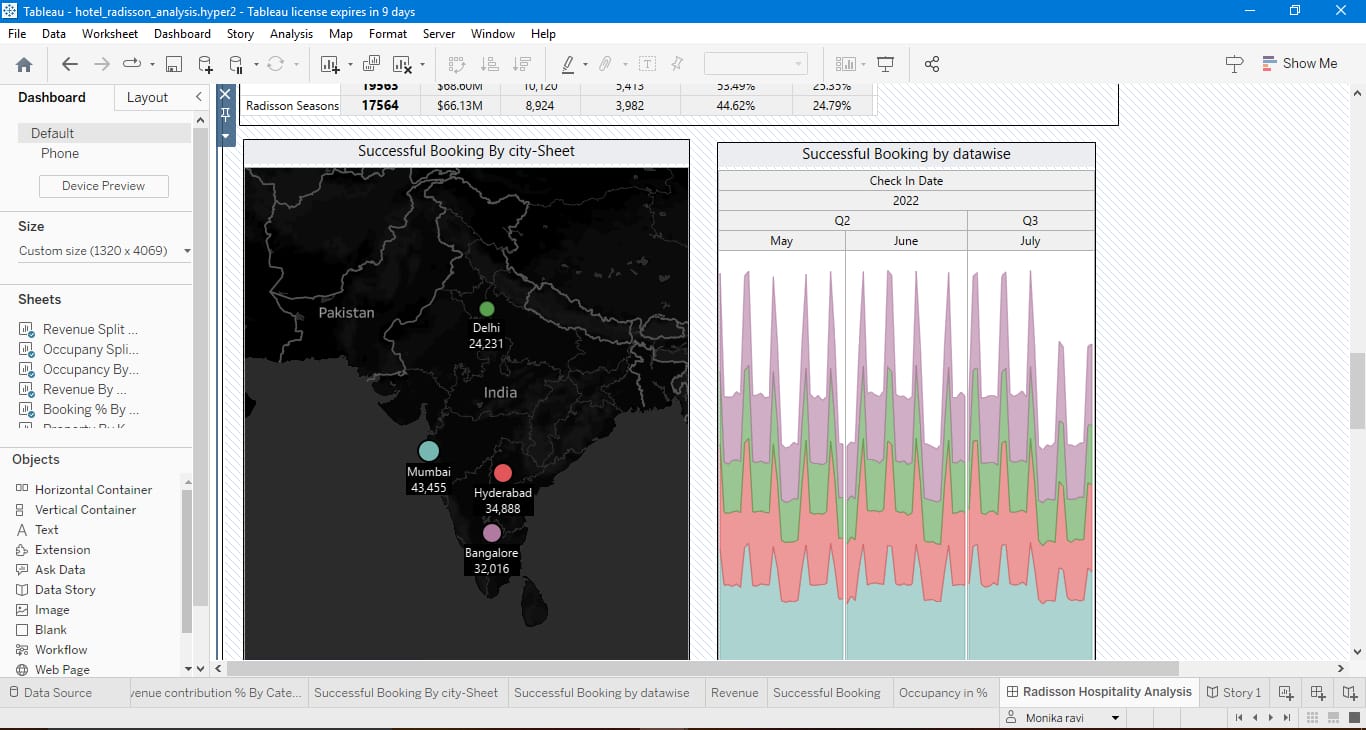 Tableau - hotel_radisson_analysis.hyper2 - Tableau license expires in 9 days
File Data Worksheet Dashboard Story Analysis Map Format Server Window Help
Show Me
Dashboard Layout
Default
Phone
Device Preview
Size
Custom size (1320 x 4069)
Sheets
Revenue Split ...
Occupany Spli...
Occupancy By...
Revenue By ...
Booking % By ...
Objects
Horizontal Container
Vertical Container
Text
Extension
Ask Data
Data Story
Image
Blank
Workflow
Web Page
19563 $68.60M 10,120 5,413 53.49% 25.35%
Radisson Seasons 17564 $66.13M 8,924 3,982 44.62% 24.79%
Successful Booking By city-Sheet
Pakistan
Delhi
24,231
India
Mumbai
43,455
Hyderabad
34,888
Bangalore
32,016
Successful Booking by datawise
Check In Date
2022
Q2 Q3
May June July
Data Source venue contribution % By Cate... Successful Booking By city-Sheet Successful Booking by datawise Revenue Successful Booking Occupancy in % Radisson Hospitality Analysis Story 1
Monika ravi